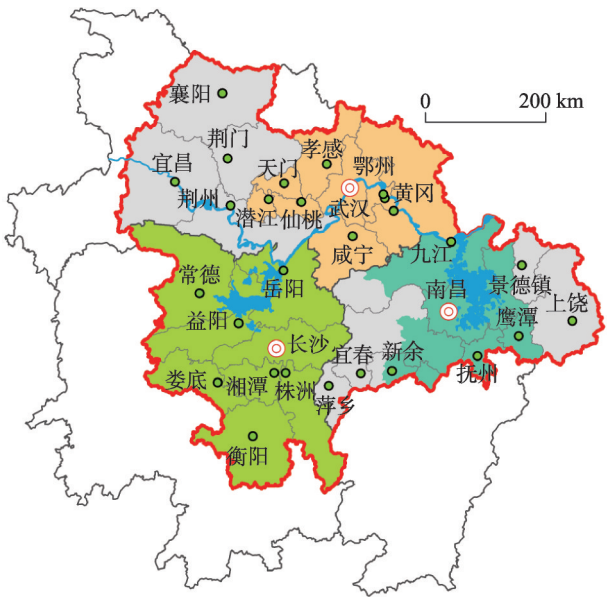 襄阳
0 200 km
荆门
孝感
宜昌
天门
鄂州
荆州
潜江
仙桃
武汉
黄冈
咸宁
九江
常德
岳阳
南昌
景德镇
益阳
上饶
鹰潭
长沙
宜春
新余
抚州
娄底
湘潭
株洲
萍乡
衡阳